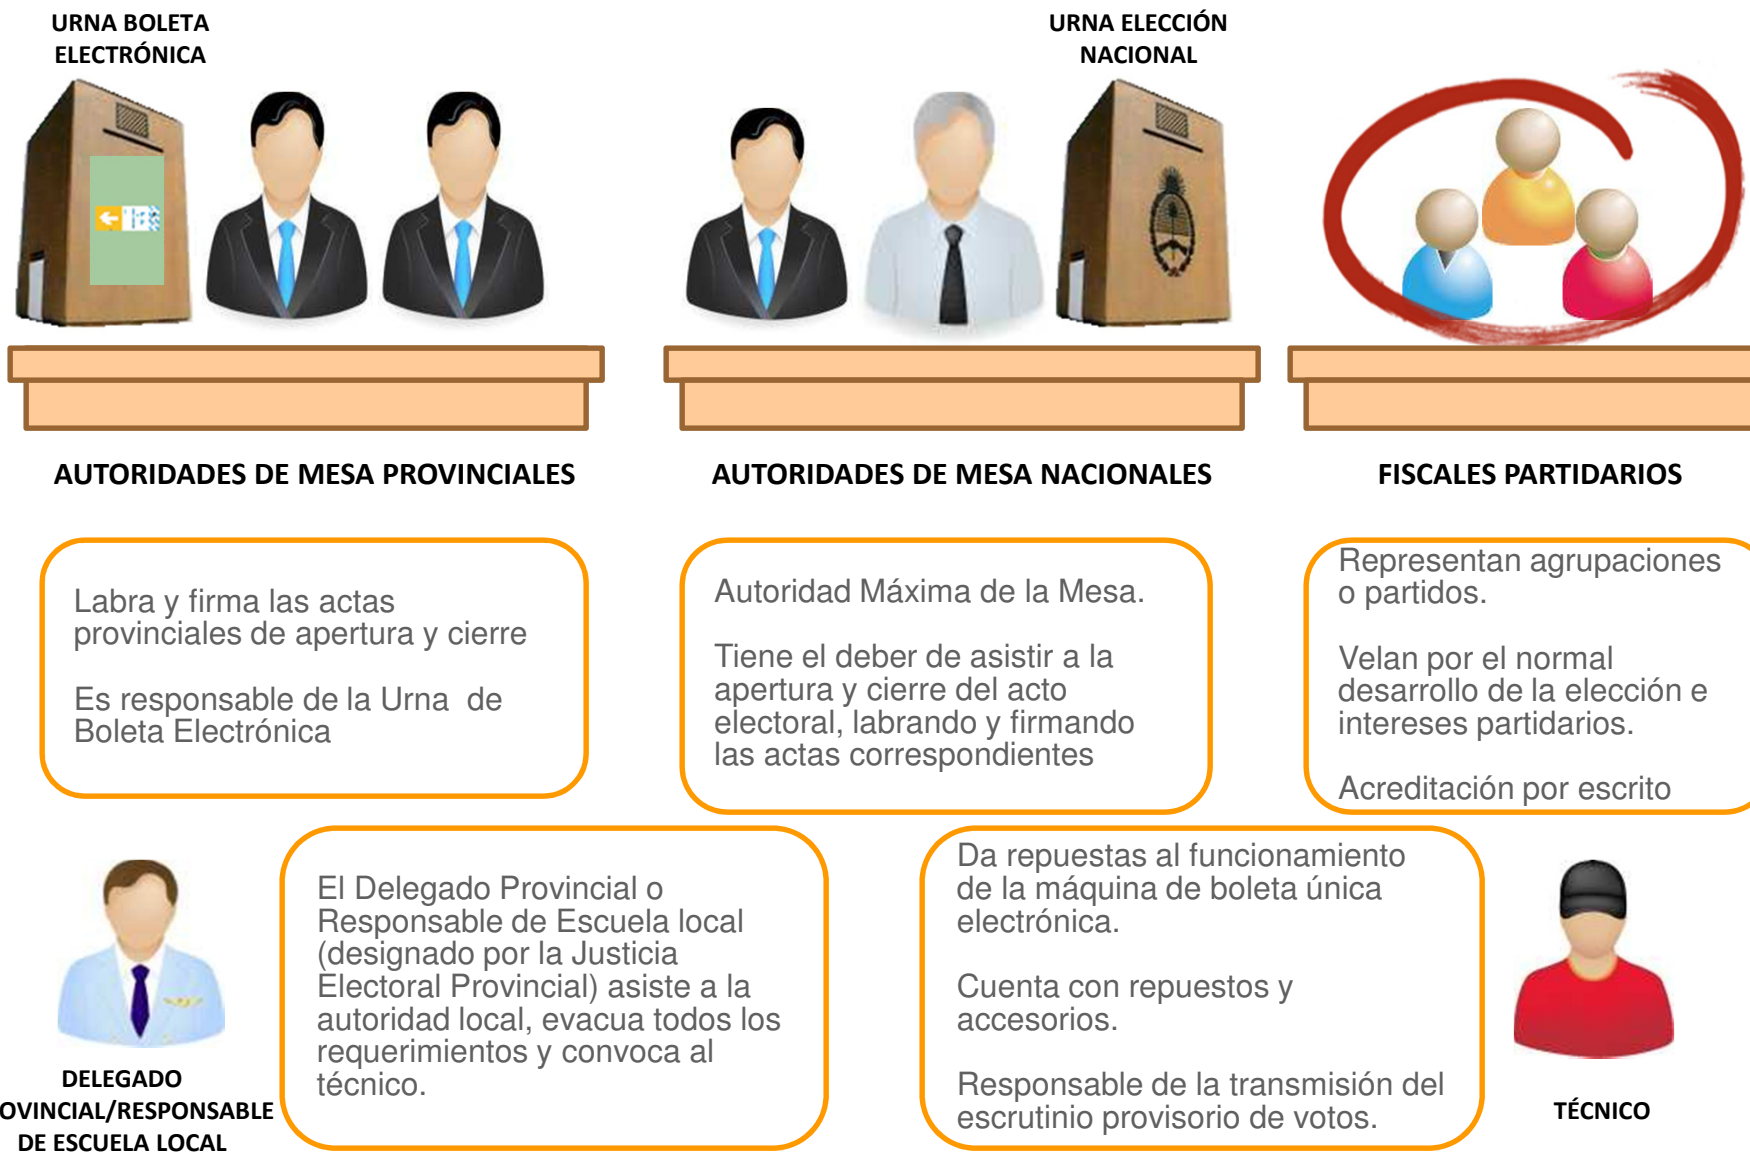 URNA BOLETA
ELECTRÓNICA
URNA ELECCIÓN
NACIONAL
AUTORIDADES DE MESA PROVINCIALES
AUTORIDADES DE MESA NACIONALES
FISCALES PARTIDARIOS
Labra y firma las actas
provinciales de apertura y cierre
Es responsable de la Urna de
Boleta Electrónica
Autoridad Máxima de la Mesa.
Tiene el deber de asistir a la
apertura y cierre del acto
electoral, labrando y firmando
las actas correspondientes
Representan agrupaciones
o partidos.
Velan por el normal
desarrollo de la elección e
intereses partidarios.
Acreditación por escrito
DELEGADO
OVINCIAL/RESPONSABLE
DE ESCUELA LOCAL
El Delegado Provincial o
Responsable de Escuela local
(designado por la Justicia
Electoral Provincial) asiste a la
autoridad local, evacua todos los
requerimientos y convoca al
técnico.
Da repuestas al funcionamiento
de la máquina de boleta única
electrónica.
Cuenta con repuestos y
accesorios.
Responsable de la transmisión del
escrutinio provisorio de votos.
TÉCNICO